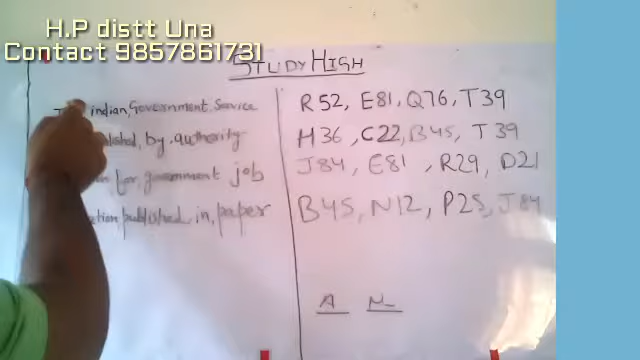 H.P distt Una
Contact 9857861731
STUDY HIGH
indian, Government Service
by, authority
for, government job
published, in, paper
R52, E81, Q76, T39
H36, C22, B45, T39
J84, E81, R29, D21
B45, N12, P25, J84
A N